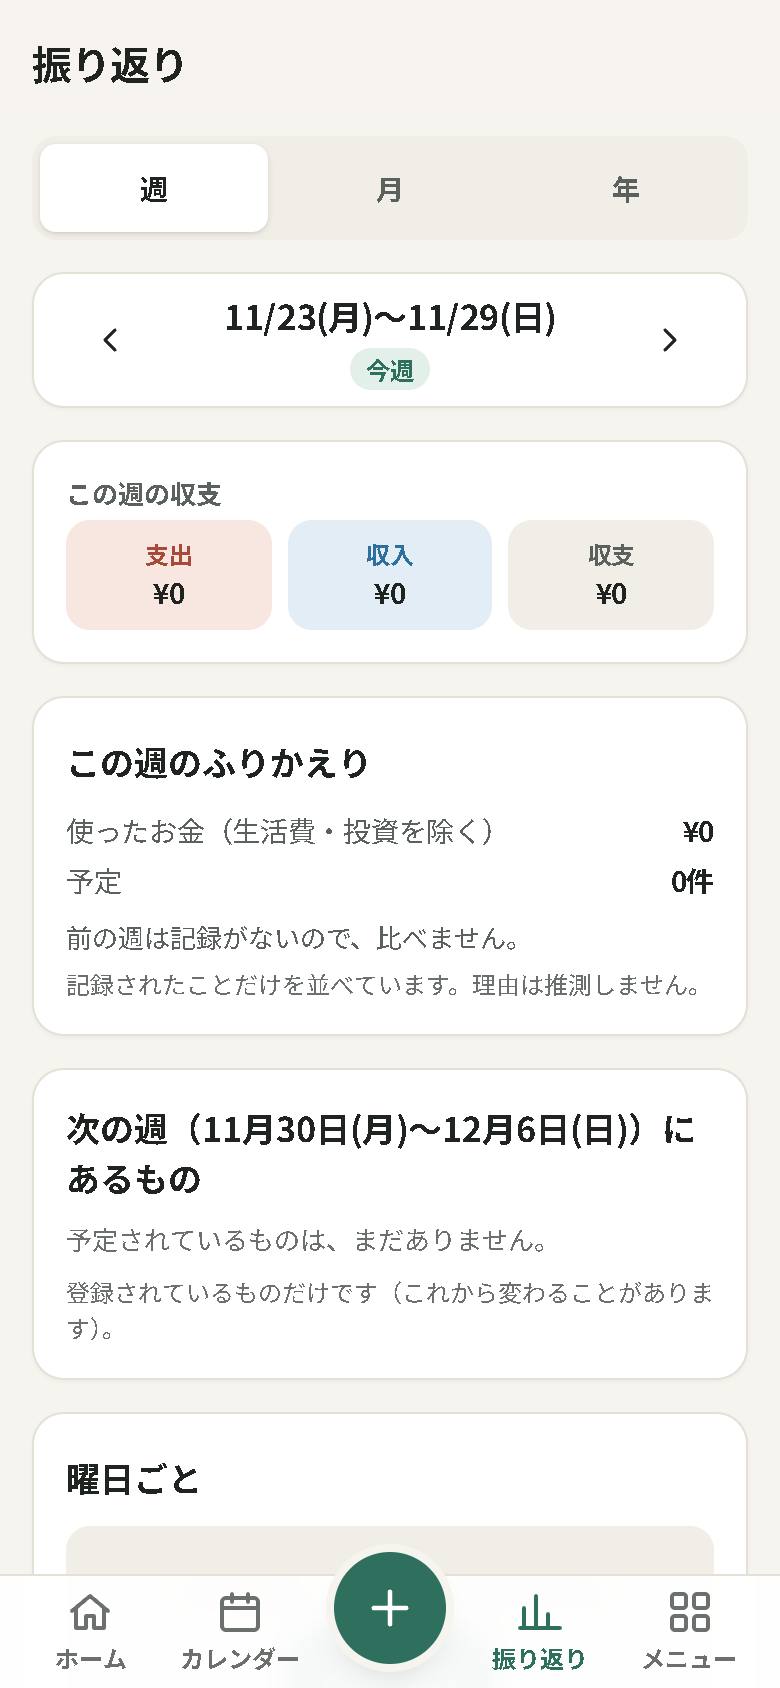 振り返り
週
月
年
11/23(月)〜11/29(日)
今週
この週の収支
支出
収入
収支
¥0
¥0
¥0
この週のふりかえり
使ったお金（生活費・投資を除く） ¥0
予定 0件
前の週は記録がないので、比べません。
記録されたことだけを並べています。理由は推測しません。
次の週（11月30日(月)〜12月6日(日)）に
あるもの
予定されているものは、まだありません。
登録されているものだけです（これから変わることがありま
す）。
曜日ごと
ホーム
カレンダー
振り返り
メニュー